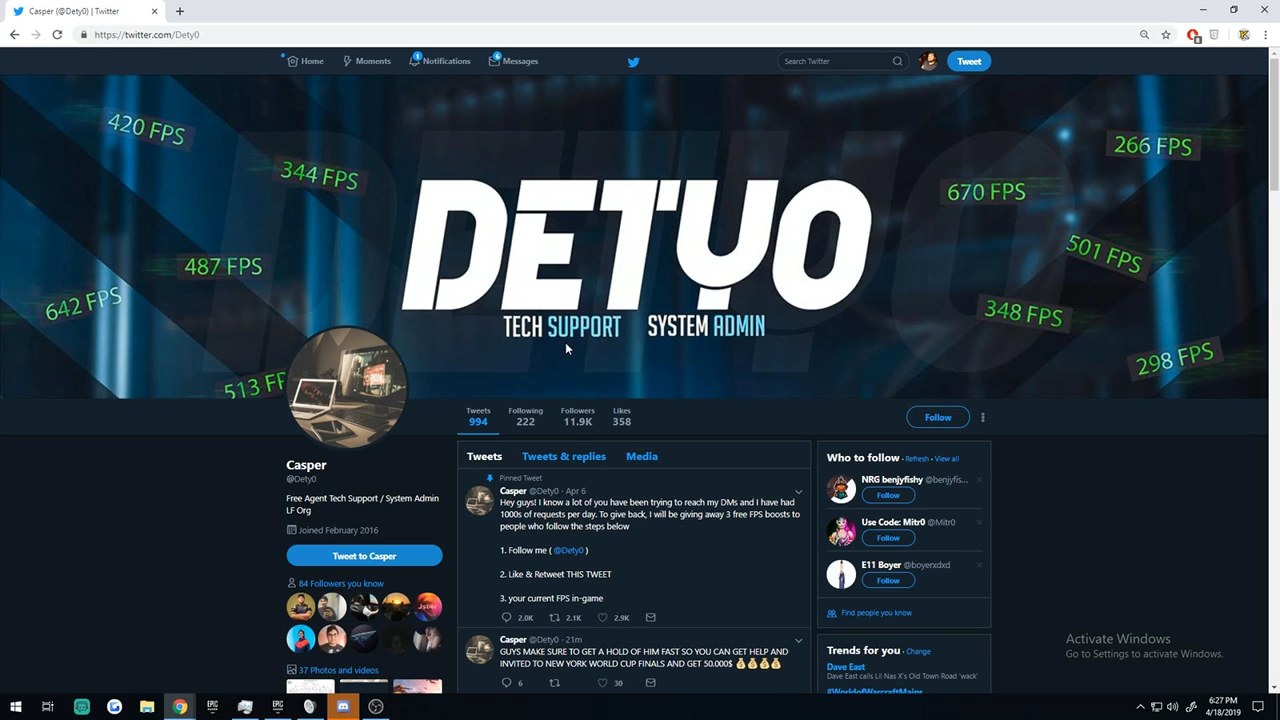 Casper (@Dety0) | Twitter
https://twitter.com/Dety0
Home
Moments
1
Notifications
Messages
Search Twitter
Tweet
420 FPS
344 FPS
487 FPS
642 FPS
513 FP
266 FPS
670 FPS
501 FPS
348 FPS
298 FPS
DETYO
TECH SUPPORT SYSTEM ADMIN
Tweets Following Followers Likes
994 222 11.9K 358
Follow
Casper
@Dety0
Free Agent Tech Support / System Admin
LF Org
Joined February 2016
Tweet to Casper
84 Followers you know
37 Photos and videos
Tweets Tweets & replies Media
Pinned Tweet
Casper @Dety0 · Apr 6
Hey guys! I know a lot of you have been trying to reach my DMs and I have had
1000s of requests per day. To give back, I will be giving away 3 free FPS boosts to
people who follow the steps below
1. Follow me ( @Dety0 )
2. Like & Retweet THIS TWEET
3. your current FPS in-game
2.0K 2.1K 2.9K
Casper @Dety0 · 21m
GUYS MAKE SURE TO GET A HOLD OF HIM FAST SO YOU CAN GET HELP AND
INVITED TO NEW YORK WORLD CUP FINALS AND GET 50.000$ 💰💰💰💰
6 30
Who to follow · Refresh · View all
NRG benjyfishy @benjyfis...
Follow
Use Code: Mitr0 @Mitr0
Follow
E11 Boyer @boyerxdxd
Follow
Find people you know
Trends for you · Change
Dave East
Dave East calls Lil Nas X's Old Town Road 'wack'
#WorldofWarcraftMains
Activate Windows
Go to Settings to activate Windows.
EPIC
EPIC
6:27 PM
4/18/2019